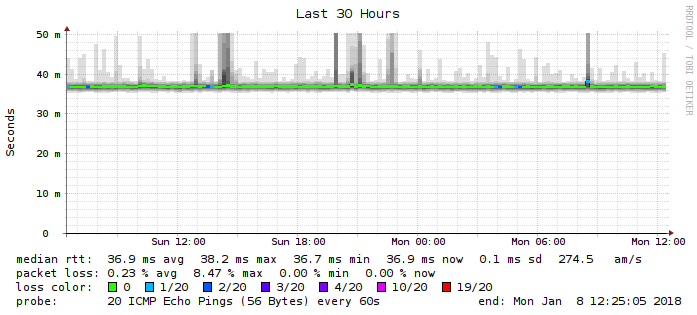 Last 30 Hours
RRDTOOL / TOBI OETIKER
Seconds
50 m
40 m
30 m
20 m
10 m
0
Sun 12:00 Sun 18:00 Mon 00:00 Mon 06:00 Mon 12:00
median rtt: 36.9 ms avg 38.2 ms max 36.7 ms min 36.9 ms now 0.1 ms sd 274.5 am/s
packet loss: 0.23 % avg 8.47 % max 0.00 % min 0.00 % now
loss color: 0 1/20 2/20 3/20 4/20 10/20 19/20
probe: 20 ICMP Echo Pings (56 Bytes) every 60s end: Mon Jan 8 12:25:05 2018